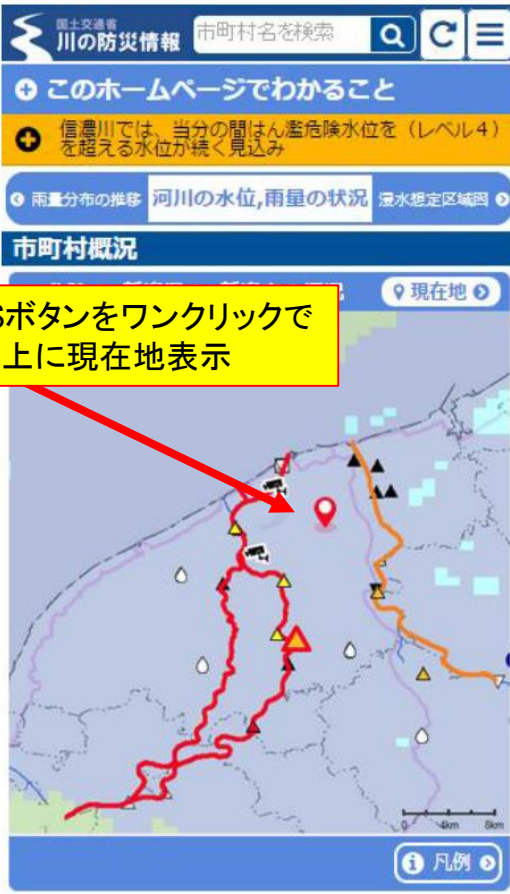 国土交通省
川の防災情報
市町村名を検索
このホームページでわかること
信濃川では、当分の間はん濫危険水位を（レベル４）
を超える水位が続く見込み
雨量分布の推移
河川の水位,雨量の状況
浸水想定区域図
市町村概況
現在地
Sボタンをワンクリックで
上に現在地表示
0 4km 8km
凡例